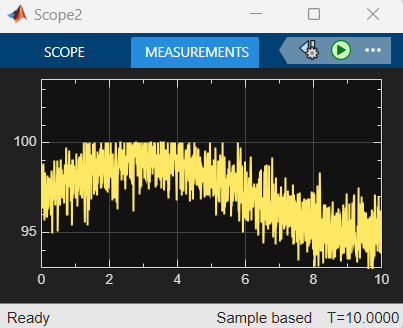 Scope2
SCOPE MEASUREMENTS
100
95
0 2 4 6 8 10
Ready Sample based T=10.0000